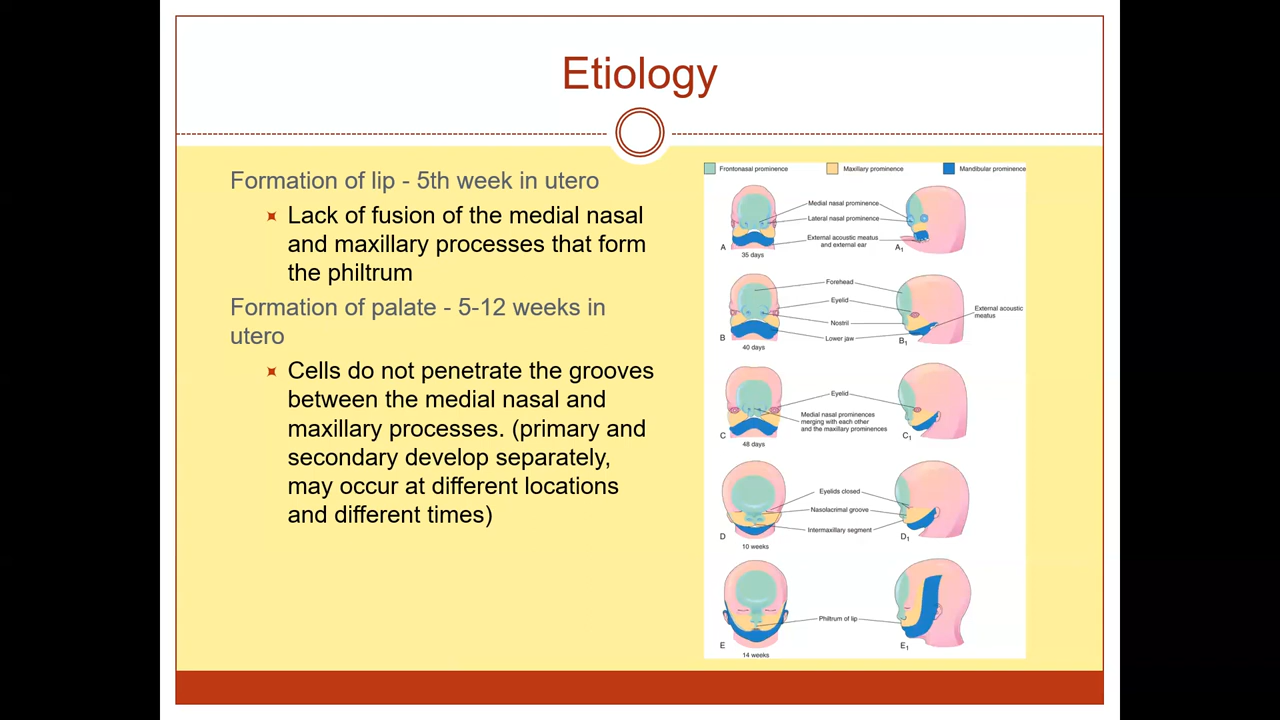 Etiology
Formation of lip - 5th week in utero
Lack of fusion of the medial nasal
and maxillary processes that form
the philtrum
Formation of palate - 5-12 weeks in
utero
Cells do not penetrate the grooves
between the medial nasal and
maxillary processes. (primary and
secondary develop separately,
may occur at different locations
and different times)
Frontonasal prominence
Maxillary prominence
Mandibular prominence
Medial nasal prominence
Lateral nasal prominence
External acoustic meatus
and external ear
A
A1
35 days
Forehead
Eyelid
Nostril
Lower jaw
External acoustic
meatus
B
B1
40 days
Eyelid
Medial nasal prominences
merging with each other
and the maxillary prominences
C
C1
48 days
Eyelids closed
Nasolacrimal groove
Intermaxillary segment
D
D1
10 weeks
Philtrum of lip
E
E1
14 weeks